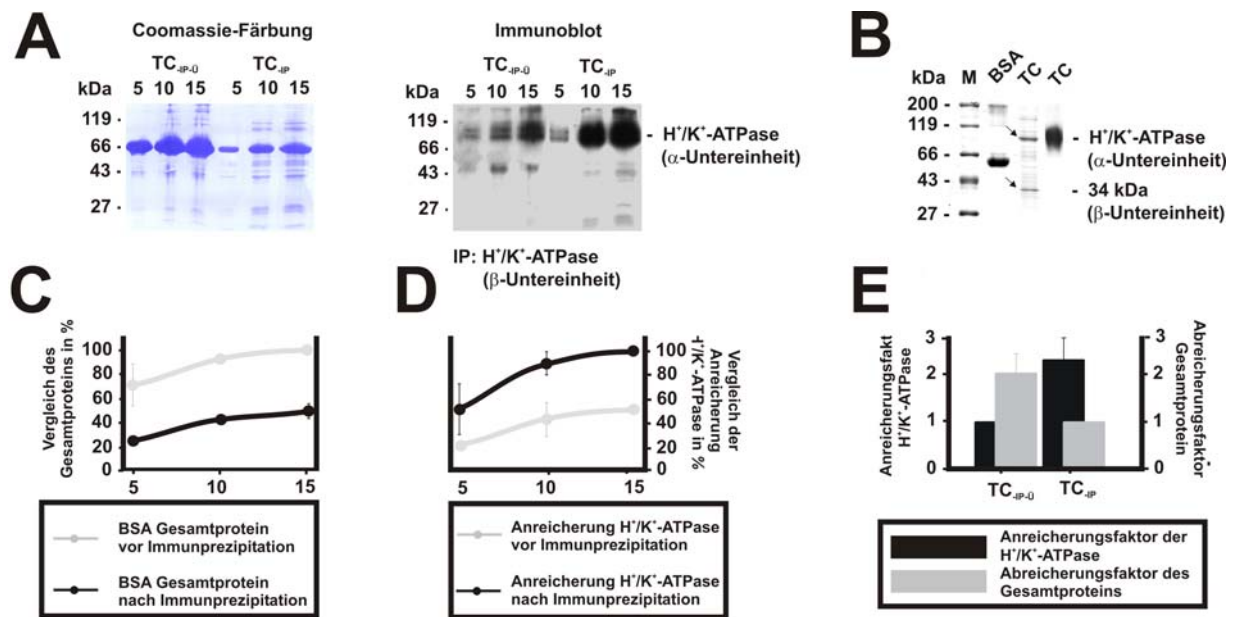 A
Coomassie-Färbung
TC-IP-Ü TC-IP
kDa 5 10 15 5 10 15
119
66
43
27
Immunoblot
TC-IP-Ü TC-IP
kDa 5 10 15 5 10 15
119
66
43
27
- H⁺/K⁺-ATPase
(α-Untereinheit)
IP: H⁺/K⁺-ATPase
(β-Untereinheit)
B
kDa M BSA TC TC
200 -
119 -
66 -
43 -
27 -
- H⁺/K⁺-ATPase
(α-Untereinheit)
- 34 kDa
(β-Untereinheit)
C
Vergleich des
Gesamtproteins in %
100
80
60
40
20
0
5 10 15
BSA Gesamtprotein
vor Immunprezipitation
BSA Gesamtprotein
nach Immunprezipitation
D
100
80
60
40
20
0
Vergleich der
Anreicherung
H⁺/K⁺-ATPase in %
5 10 15
Anreicherung H⁺/K⁺-ATPase
vor Immunprezipitation
Anreicherung H⁺/K⁺-ATPase
nach Immunprezipitation
E
Anreicherungsfakt
H⁺/K⁺-ATPase
3
2
1
0
3
2
1
0
Abreicherungsfaktor
Gesamtprotein
TC-IP-Ü TC-IP
Anreicherungsfaktor der
H⁺/K⁺-ATPase
Abreicherungsfaktor des
Gesamtproteins